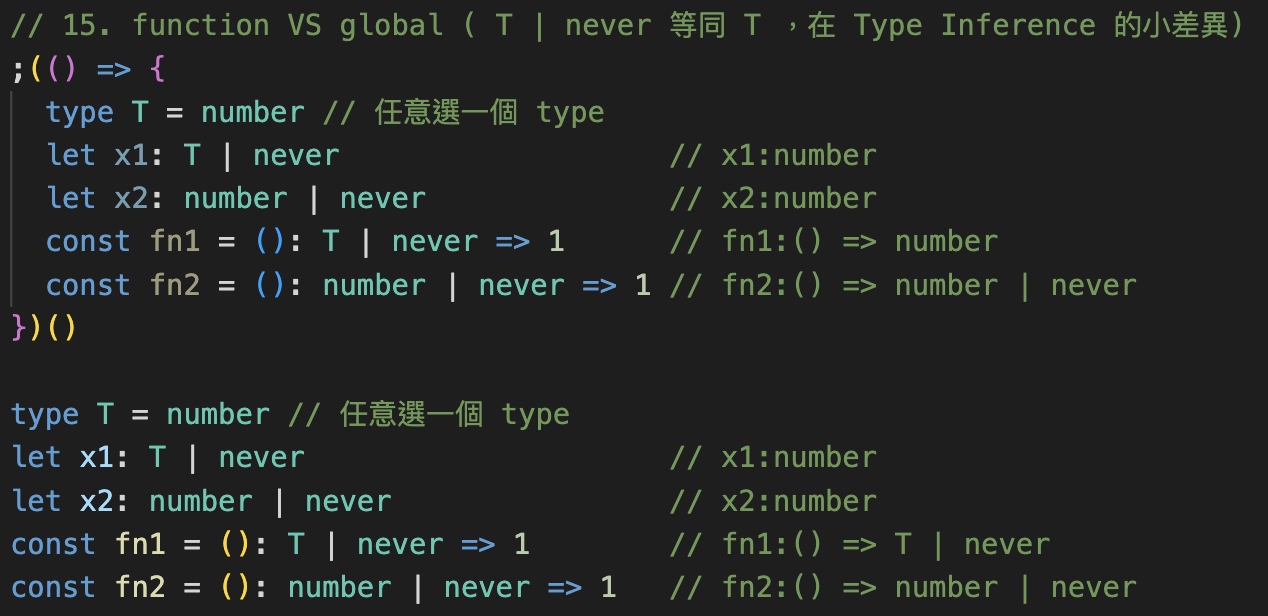 // 15. function VS global ( T | never 等同 T ，在 Type Inference 的小差異)
;(() => {
  type T = number // 任意選一個 type
  let x1: T | never                   // x1:number
  let x2: number | never              // x2:number
  const fn1 = (): T | never => 1      // fn1:() => number
  const fn2 = (): number | never => 1 // fn2:() => number | never
})()

type T = number // 任意選一個 type
let x1: T | never                     // x1:number
let x2: number | never                // x2:number
const fn1 = (): T | never => 1        // fn1:() => T | never
const fn2 = (): number | never => 1   // fn2:() => number | never